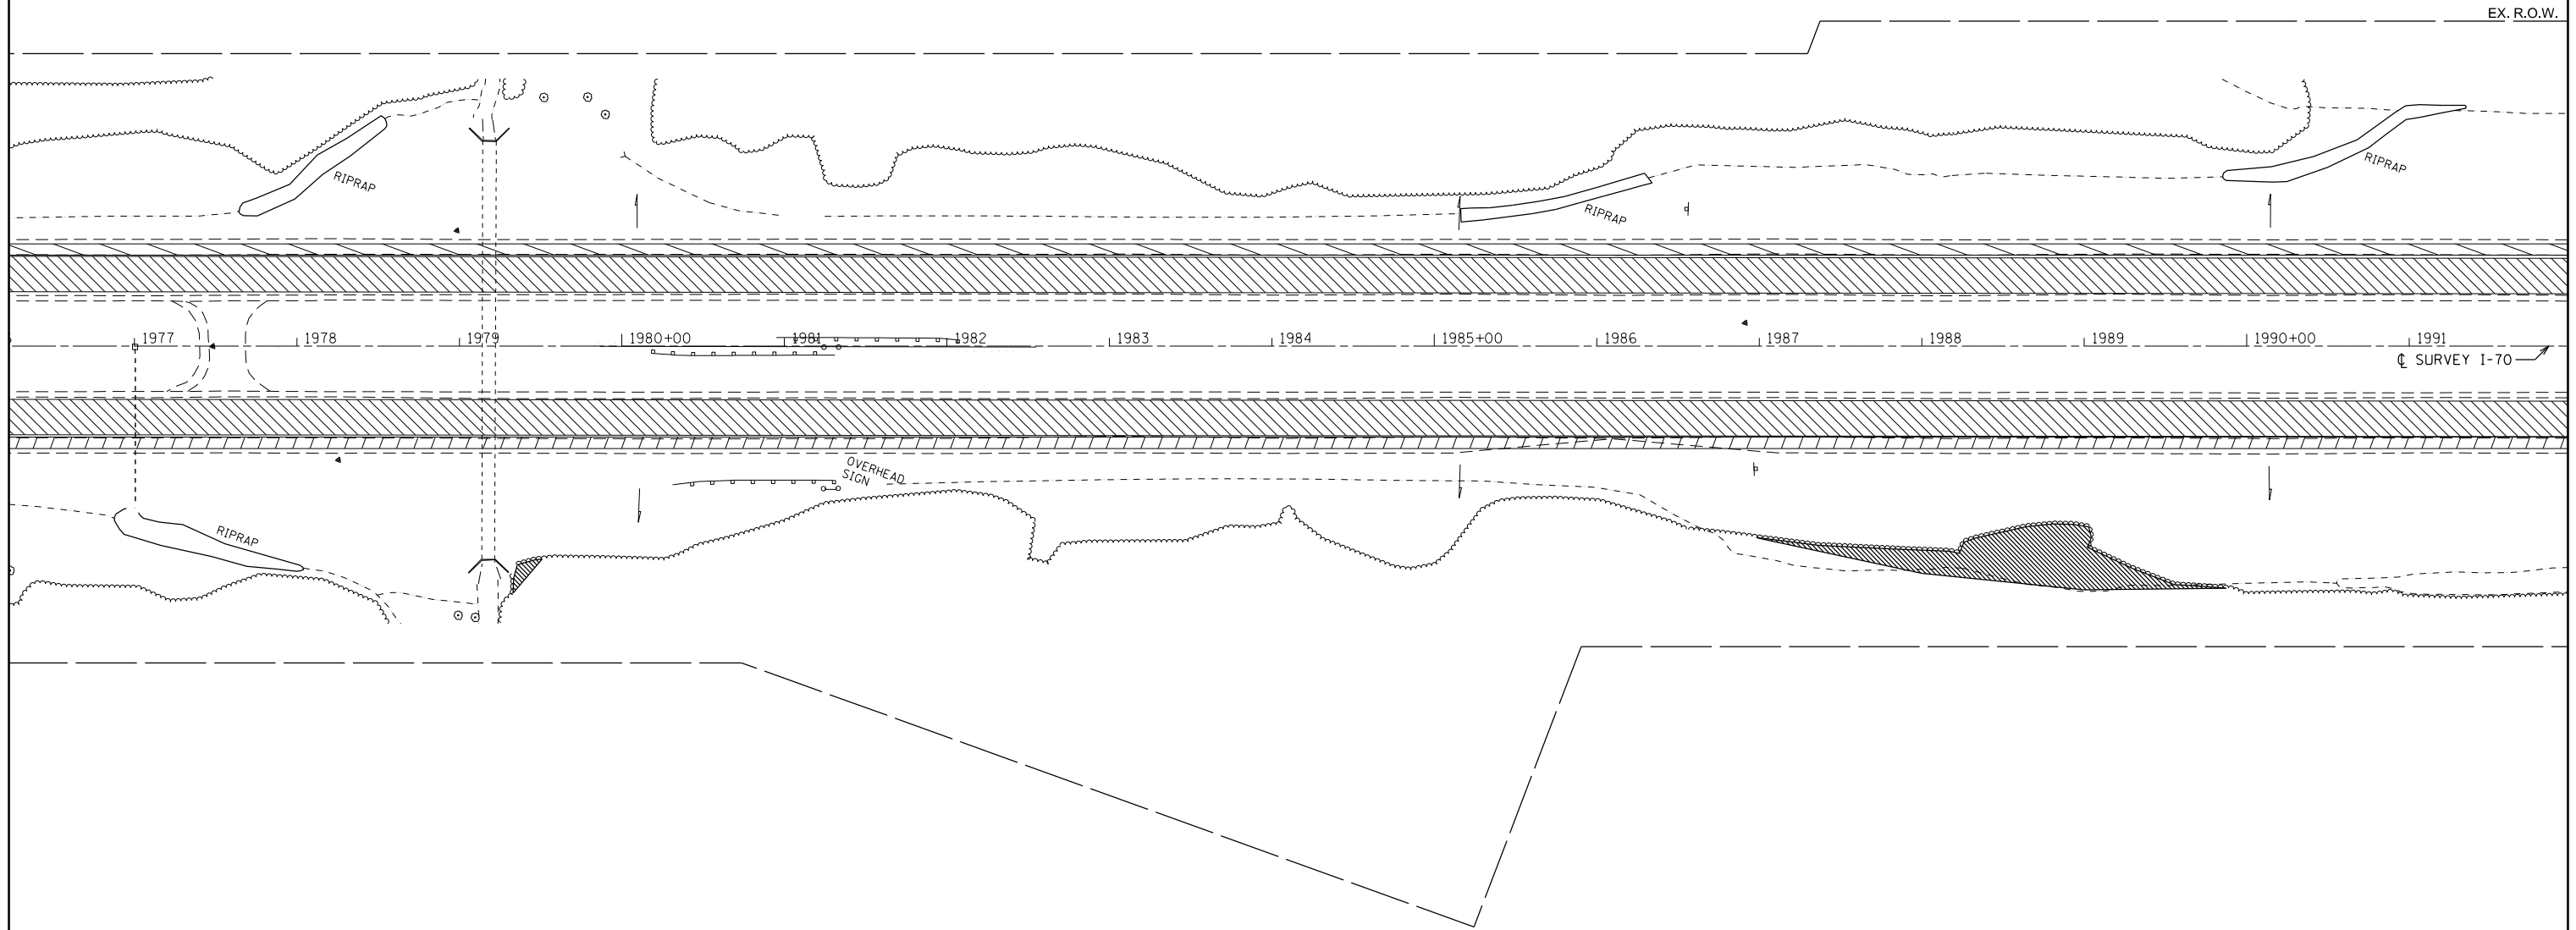 EX. R.O.W.
RIPRAP
RIPRAP
RIPRAP
1977
1978
1979
1980+00
1981
1982
1983
1984
1985+00
1986
1987
1988
1989
1990+00
1991
℄ SURVEY I-70
OVERHEAD
SIGN
RIPRAP